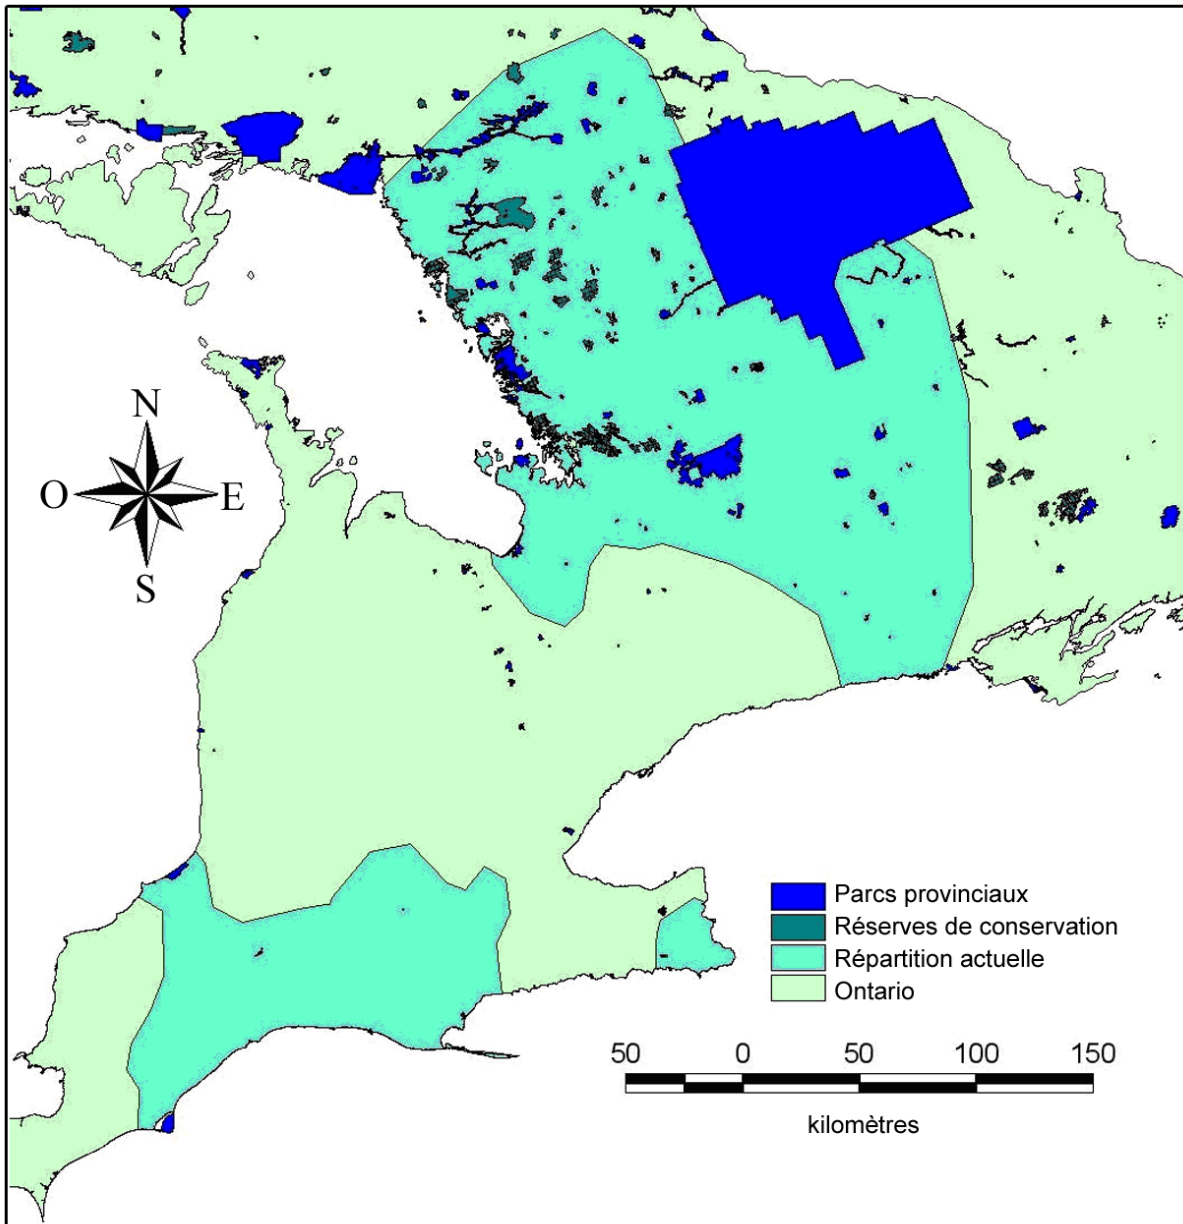 N
O E
S
Parcs provinciaux
Réserves de conservation
Répartition actuelle
Ontario
50 0 50 100 150
kilomètres